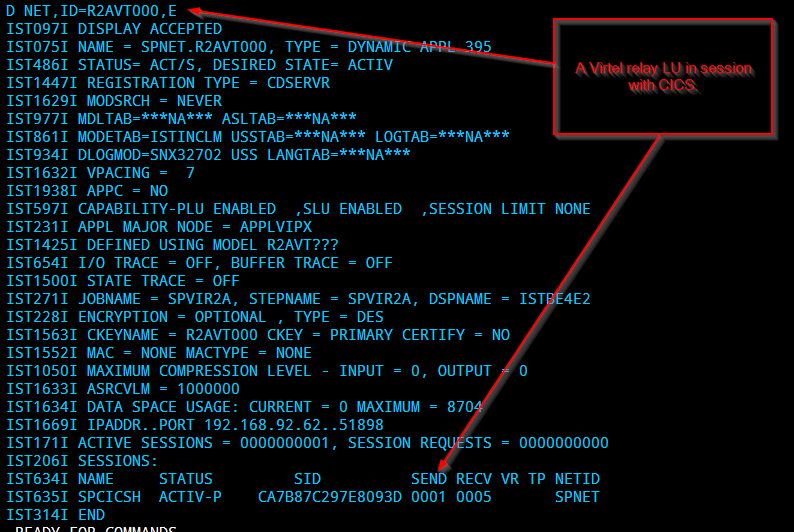 D NET,ID=R2AVT000,E
IST097I DISPLAY ACCEPTED
IST075I NAME = SPNET.R2AVT000, TYPE = DYNAMIC APPL 395
IST486I STATUS= ACT/S, DESIRED STATE= ACTIV
IST1447I REGISTRATION TYPE = CDSERVR
IST1629I MODSRCH = NEVER
IST977I MDLTAB=***NA*** ASLTAB=***NA***
IST861I MODETAB=ISTINCLM USSTAB=***NA*** LOGTAB=***NA***
IST934I DLOGMOD=SNX32702 USS LANGTAB=***NA***
IST1632I VPACING =  7
IST1938I APPC = NO
IST597I CAPABILITY-PLU ENABLED  ,SLU ENABLED  ,SESSION LIMIT NONE
IST231I APPL MAJOR NODE = APPLVIPX
IST1425I DEFINED USING MODEL R2AVT???
IST654I I/O TRACE = OFF, BUFFER TRACE = OFF
IST1500I STATE TRACE = OFF
IST271I JOBNAME = SPVIR2A, STEPNAME = SPVIR2A, DSPNAME = ISTBE4E2
IST228I ENCRYPTION = OPTIONAL , TYPE = DES
IST1563I CKEYNAME = R2AVT000 CKEY = PRIMARY CERTIFY = NO
IST1552I MAC = NONE MACTYPE = NONE
IST1050I MAXIMUM COMPRESSION LEVEL - INPUT = 0, OUTPUT = 0
IST1633I ASRCVLM = 1000000
IST1634I DATA SPACE USAGE: CURRENT = 0 MAXIMUM = 8704
IST1669I IPADDR..PORT 192.168.92.62..51898
IST171I ACTIVE SESSIONS = 0000000001, SESSION REQUESTS = 0000000000
IST206I SESSIONS:
IST634I NAME     STATUS         SID          SEND RECV VR TP NETID
IST635I SPCICSH  ACTIV-P    CA7B87C297E8093D 0001 0005       SPNET
IST314I END
READY FOR COMMANDS
A Virtel relay LU in session
with CICS.